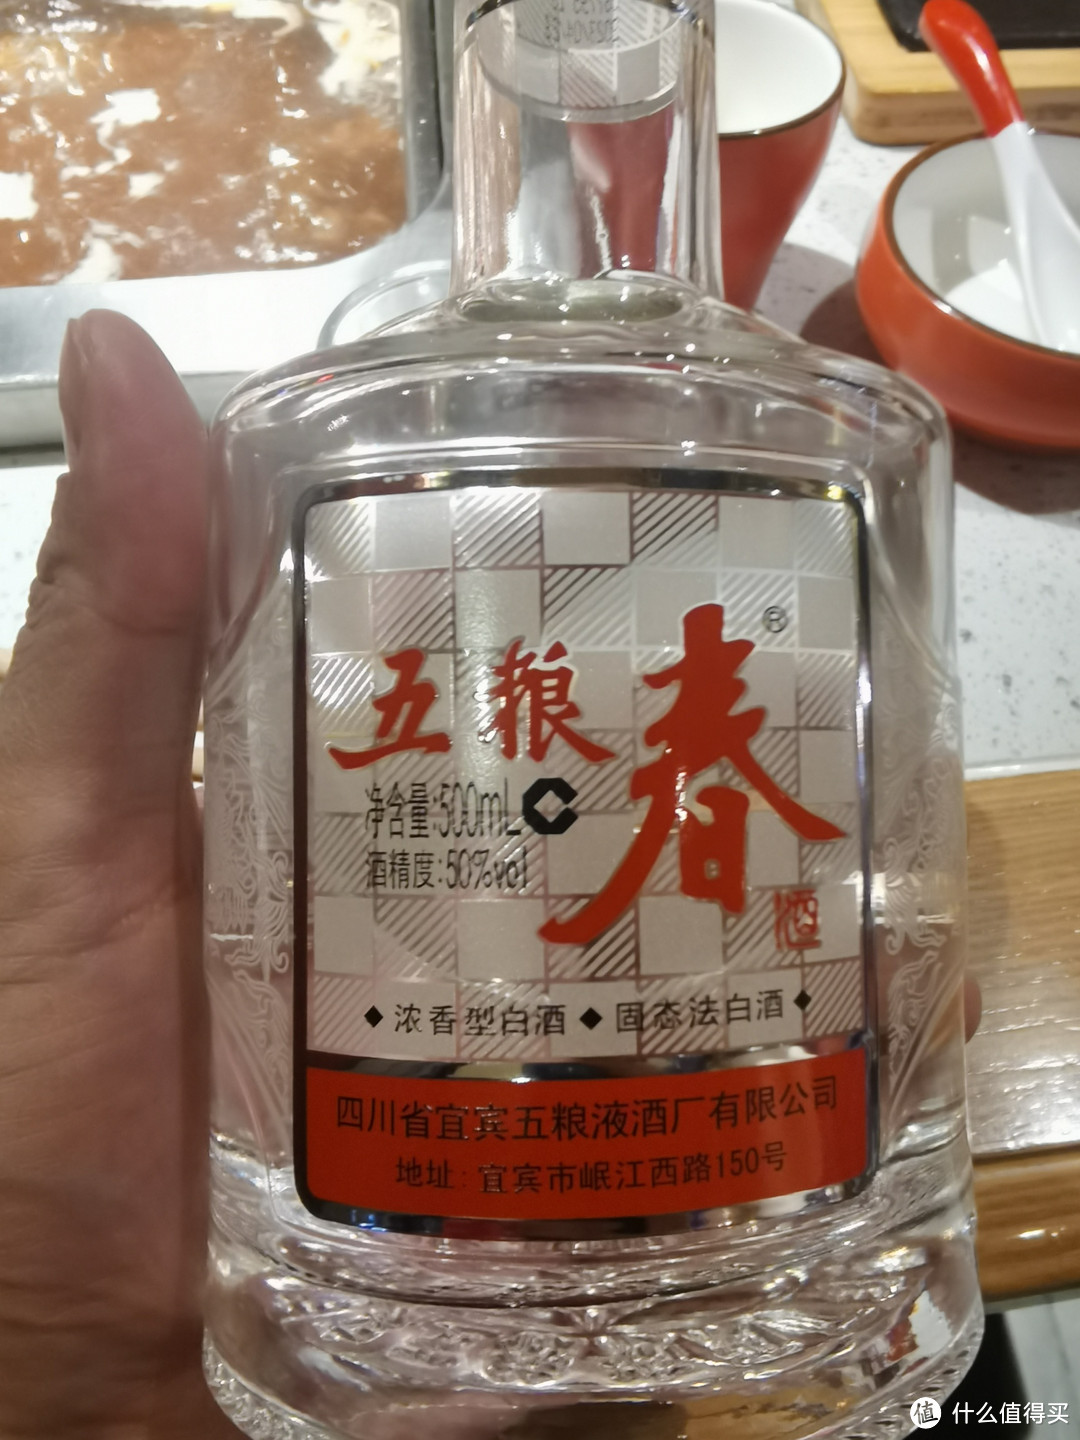 五粮春®
净含量:500mL
酒精度:50%vol
酒
◆浓香型白酒◆固态法白酒◆
四川省宜宾五粮液酒厂有限公司
地址:宜宾市岷江西路150号
值 什么值得买